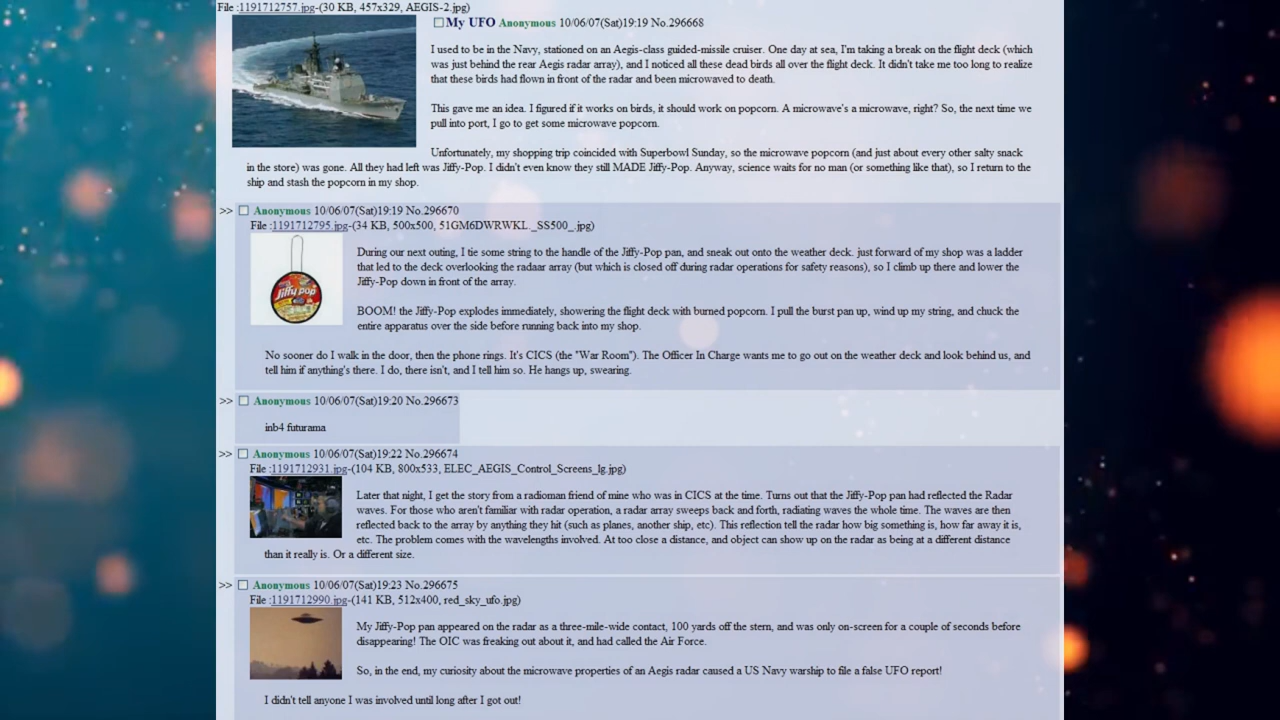 File :1191712757.jpg-(30 KB, 457x329, AEGIS-2.jpg)
My UFO Anonymous 10/06/07(Sat)19:19 No.296668
I used to be in the Navy, stationed on an Aegis-class guided-missile cruiser. One day at sea, I'm taking a break on the flight deck (which
was just behind the rear Aegis radar array), and I noticed all these dead birds all over the flight deck. It didn't take me too long to realize
that these birds had flown in front of the radar and been microwaved to death.
This gave me an idea. I figured if it works on birds, it should work on popcorn. A microwave's a microwave, right? So, the next time we
pull into port, I go to get some microwave popcorn.
Unfortunately, my shopping trip coincided with Superbowl Sunday, so the microwave popcorn (and just about every other salty snack
in the store) was gone. All they had left was Jiffy-Pop. I didn't even know they still MADE Jiffy-Pop. Anyway, science waits for no man (or something like that), so I return to the
ship and stash the popcorn in my shop.
>> Anonymous 10/06/07(Sat)19:19 No.296670
File :1191712795.jpg-(34 KB, 500x500, 51GM6DWRWKL._SS500_.jpg)
Jiffy pop
During our next outing, I tie some string to the handle of the Jiffy-Pop pan, and sneak out onto the weather deck. just forward of my shop was a ladder
that led to the deck overlooking the radaar array (but which is closed off during radar operations for safety reasons), so I climb up there and lower the
Jiffy-Pop down in front of the array.
BOOM! the Jiffy-Pop explodes immediately, showering the flight deck with burned popcorn. I pull the burst pan up, wind up my string, and chuck the
entire apparatus over the side before running back into my shop.
No sooner do I walk in the door, then the phone rings. It's CICS (the "War Room"). The Officer In Charge wants me to go out on the weather deck and look behind us, and
tell him if anything's there. I do, there isn't, and I tell him so. He hangs up, swearing.
>> Anonymous 10/06/07(Sat)19:20 No.296673
inb4 futurama
>> Anonymous 10/06/07(Sat)19:22 No.296674
File :1191712931.jpg-(104 KB, 800x533, ELEC_AEGIS_Control_Screens_lg.jpg)
Later that night, I get the story from a radioman friend of mine who was in CICS at the time. Turns out that the Jiffy-Pop pan had reflected the Radar
waves. For those who aren't familiar with radar operation, a radar array sweeps back and forth, radiating waves the whole time. The waves are then
reflected back to the array by anything they hit (such as planes, another ship, etc). This reflection tell the radar how big something is, how far away it is,
etc. The problem comes with the wavelengths involved. At too close a distance, and object can show up on the radar as being at a different distance
than it really is. Or a different size.
>> Anonymous 10/06/07(Sat)19:23 No.296675
File :1191712990.jpg-(141 KB, 512x400, red_sky_ufo.jpg)
My Jiffy-Pop pan appeared on the radar as a three-mile-wide contact, 100 yards off the stern, and was only on-screen for a couple of seconds before
disappearing! The OIC was freaking out about it, and had called the Air Force.
So, in the end, my curiosity about the microwave properties of an Aegis radar caused a US Navy warship to file a false UFO report!
I didn't tell anyone I was involved until long after I got out!